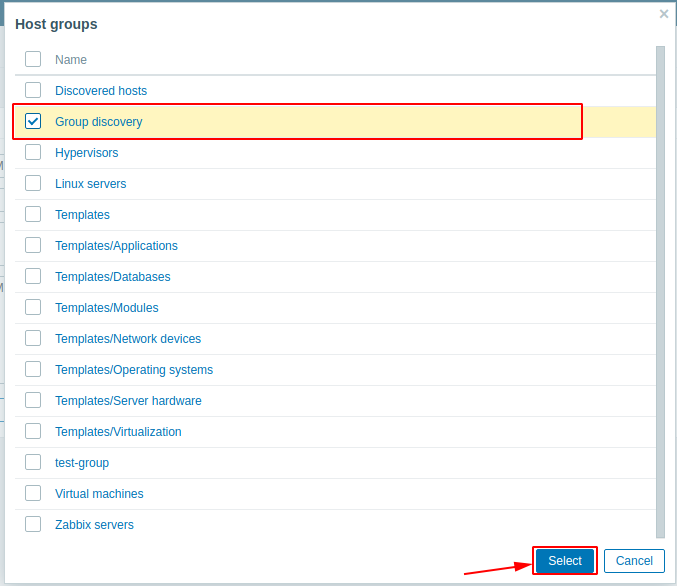 Host groups
Name
Discovered hosts
Group discovery
Hypervisors
Linux servers
Templates
Templates/Applications
Templates/Databases
Templates/Modules
Templates/Network devices
Templates/Operating systems
Templates/Server hardware
Templates/Virtualization
test-group
Virtual machines
Zabbix servers
Select Cancel